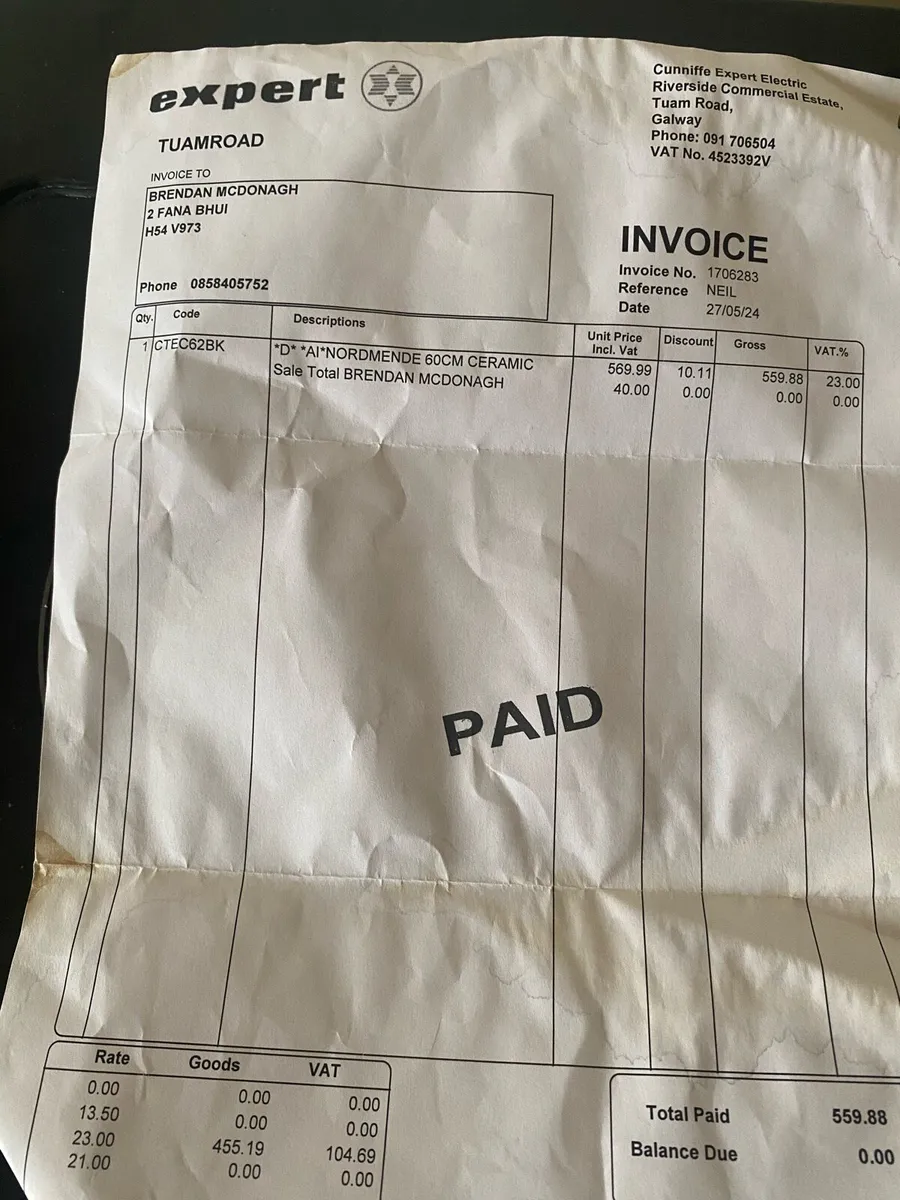 expert
Cunniffe Expert Electric
Riverside Commercial Estate,
Tuam Road,
Galway
Phone: 091 706504
VAT No. 4523392V
TUAMROAD
INVOICE TO
BRENDAN MCDONAGH
2 FANA BHUI
H54 V973
Phone 0858405752
INVOICE
Invoice No. 1706283
Reference NEIL
Date 27/05/24
Qty. Code Descriptions Unit Price Incl. Vat Discount Gross VAT.%
1 CTEC62BK *D* *AI*NORDMENDE 60CM CERAMIC 569.99 10.11 559.88 23.00
Sale Total BRENDAN MCDONAGH 40.00 0.00 0.00 0.00
PAID
Rate Goods VAT
0.00 0.00 0.00
13.50 0.00 0.00
23.00 455.19 104.69
21.00 0.00 0.00
Total Paid 559.88
Balance Due 0.00